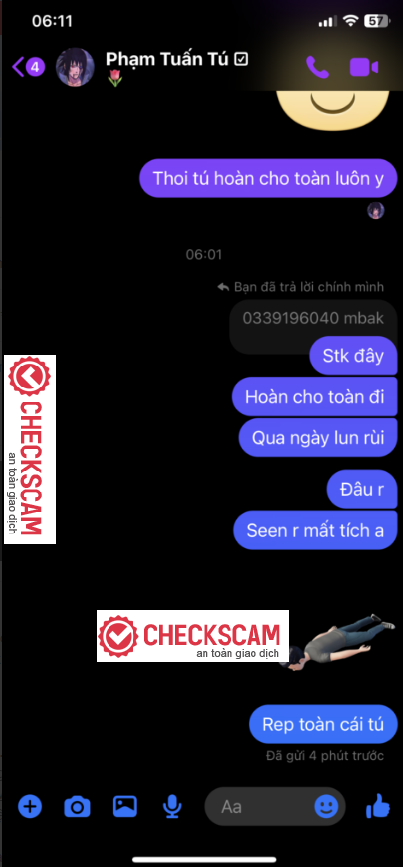 06:11
57
4
Phạm Tuấn Tú
Thoi tú hoàn cho toàn luôn y
06:01
Bạn đã trả lời chính mình
0339196040 mbak
Stk đây
Hoàn cho toàn đi
Qua ngày lun rùi
Đâu r
Seen r mất tích a
CHECKSCAM
an toàn giao dịch
CHECKSCAM
an toàn giao dịch
Rep toàn cái tú
Đã gửi 4 phút trước
Aa